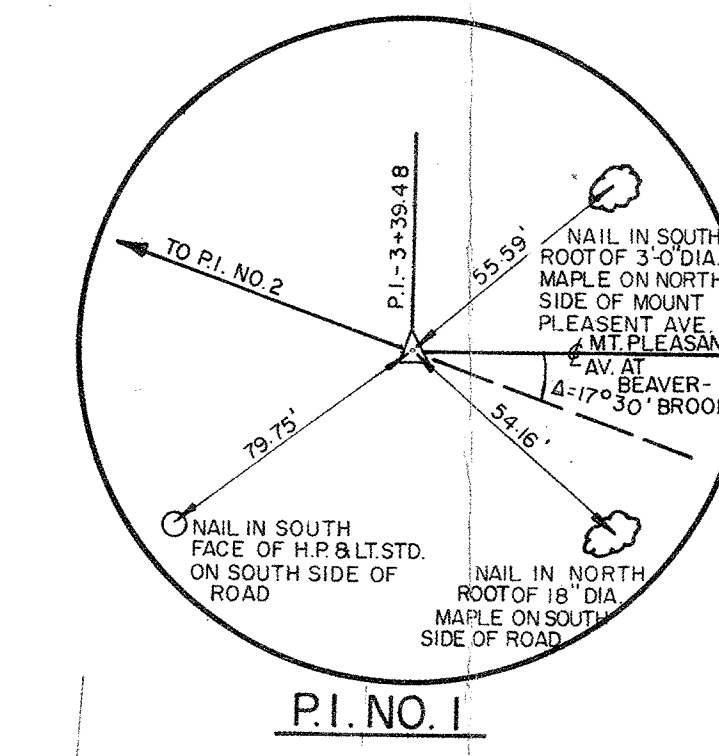 P.I.- 3+39.48
TO P.I. NO.2
55.59'
NAIL IN SOUTH
ROOT OF 3'-0" DIA.
MAPLE ON NORTH
SIDE OF MOUNT
PLEASENT AVE.
℄ MT. PLEASAN
AV. AT
BEAVER-
Δ=17°30' BROO
79.75'
54.16'
NAIL IN SOUTH
FACE OF H.P. & LT. STD.
ON SOUTH SIDE OF
ROAD
NAIL IN NORTH
ROOT OF 18" DIA.
MAPLE ON SOUTH
SIDE OF ROAD
P.I. NO. 1